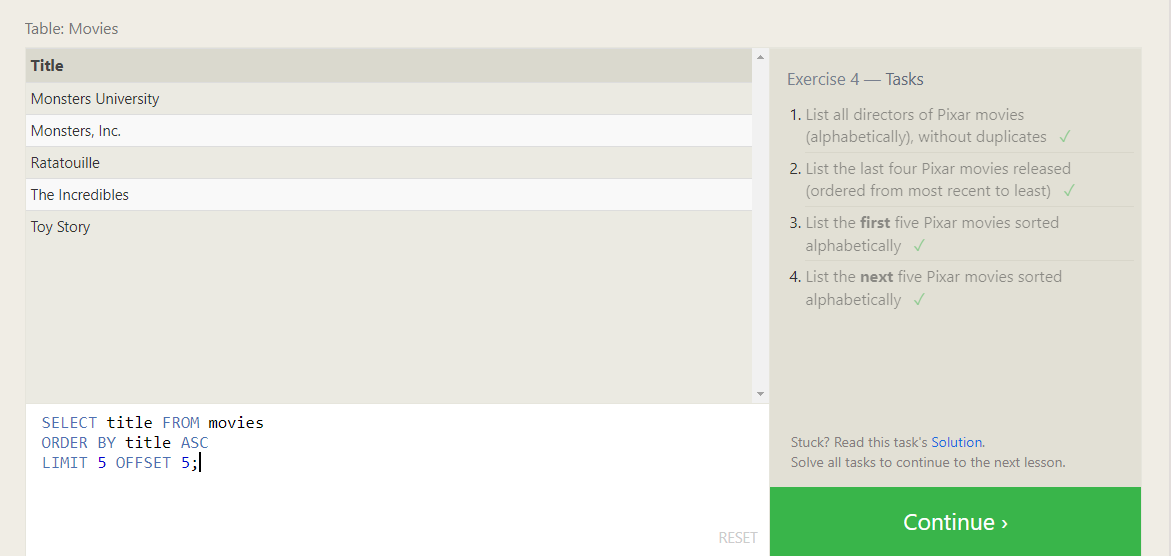 Table: Movies
Title
Monsters University
Monsters, Inc.
Ratatouille
The Incredibles
Toy Story
SELECT title FROM movies
ORDER BY title ASC
LIMIT 5 OFFSET 5;
RESET
Exercise 4 — Tasks
1. List all directors of Pixar movies
(alphabetically), without duplicates ✓
2. List the last four Pixar movies released
(ordered from most recent to least) ✓
3. List the first five Pixar movies sorted
alphabetically ✓
4. List the next five Pixar movies sorted
alphabetically ✓
Stuck? Read this task's Solution.
Solve all tasks to continue to the next lesson.
Continue ›